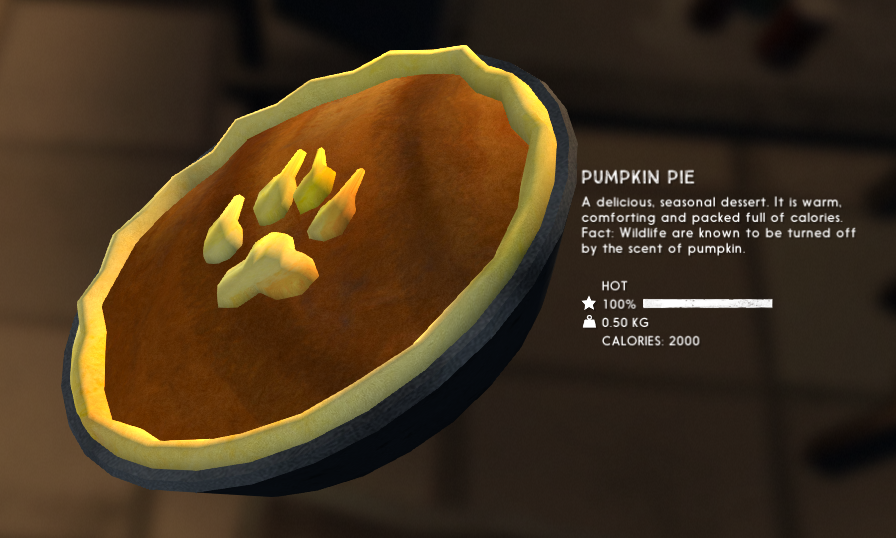 PUMPKIN PIE
A delicious, seasonal dessert. It is warm,
comforting and packed full of calories.
Fact: Wildlife are known to be turned off
by the scent of pumpkin.
HOT
100%
0.50 KG
CALORIES: 2000